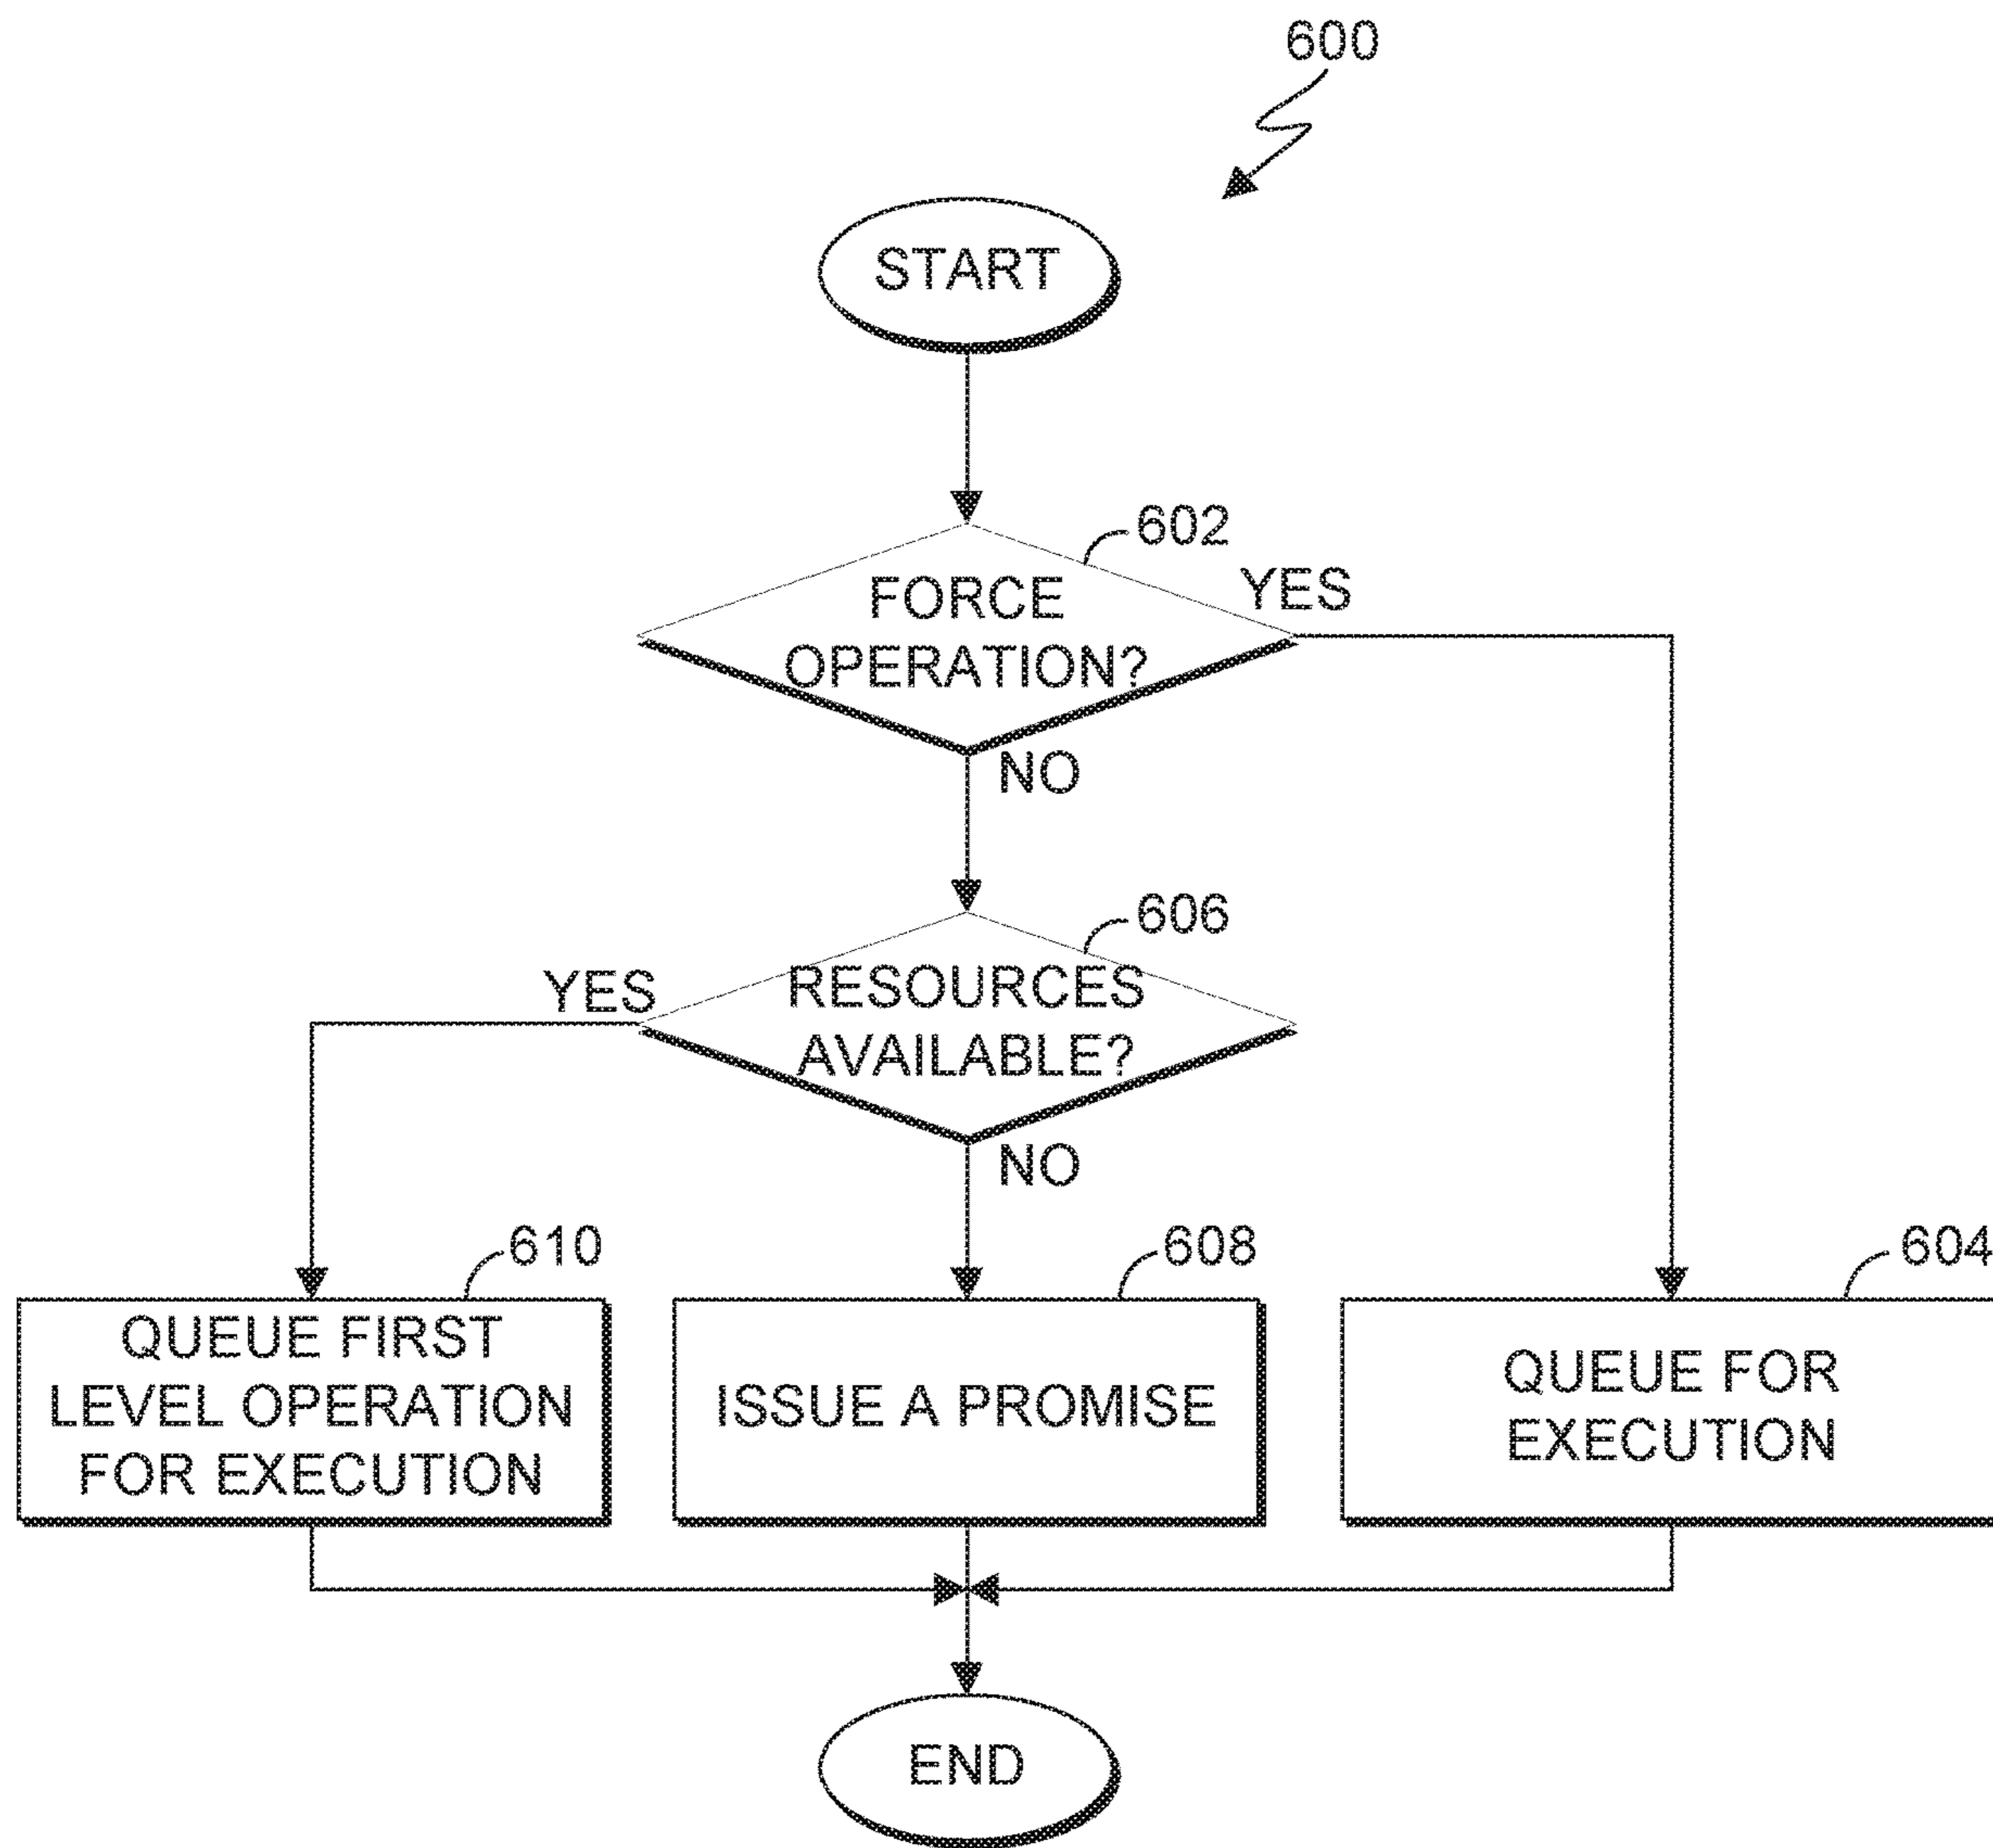 600
START
602
FORCE
OPERATION?
YES
NO
606
YES
RESOURCES
AVAILABLE?
NO
610
QUEUE FIRST
LEVEL OPERATION
FOR EXECUTION
608
ISSUE A PROMISE
604
QUEUE FOR
EXECUTION
END